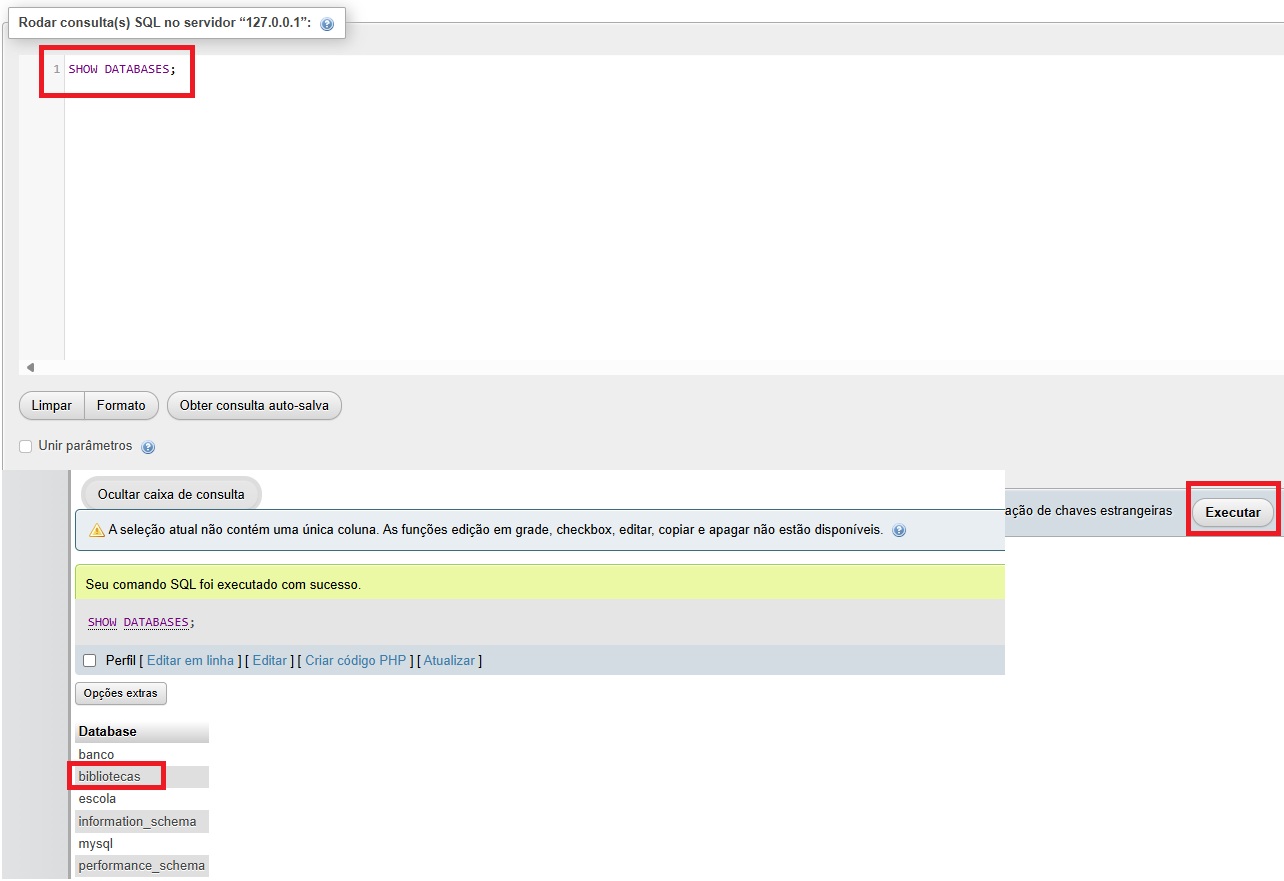 Rodar consulta(s) SQL no servidor “127.0.0.1”:
1 SHOW DATABASES;
Limpar Formato Obter consulta auto-salva
Unir parâmetros
Ocultar caixa de consulta
ação de chaves estrangeiras Executar
A seleção atual não contém uma única coluna. As funções edição em grade, checkbox, editar, copiar e apagar não estão disponíveis.
Seu comando SQL foi executado com sucesso.
SHOW DATABASES;
Perfil [ Editar em linha ] [ Editar ] [ Criar código PHP ] [ Atualizar ]
Opções extras
Database
banco
bibliotecas
escola
information_schema
mysql
performance_schema